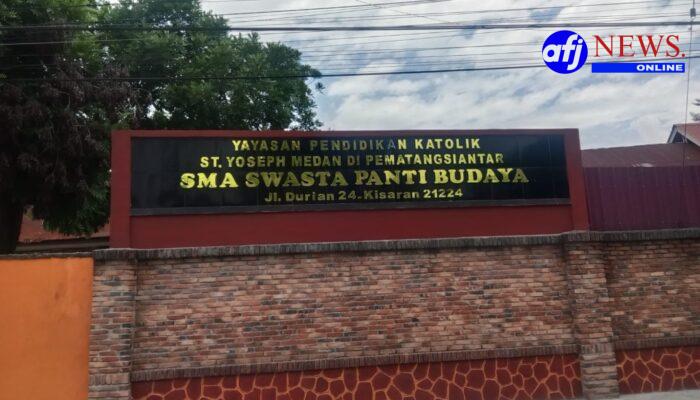 afj NEWS.
ONLINE
YAYASAN PENDIDIKAN KATOLIK
ST. YOSEPH MEDAN DI PEMATANGSIANTAR
SMA SWASTA PANTI BUDAYA
Jl. Durian 24-Kisaran 21224